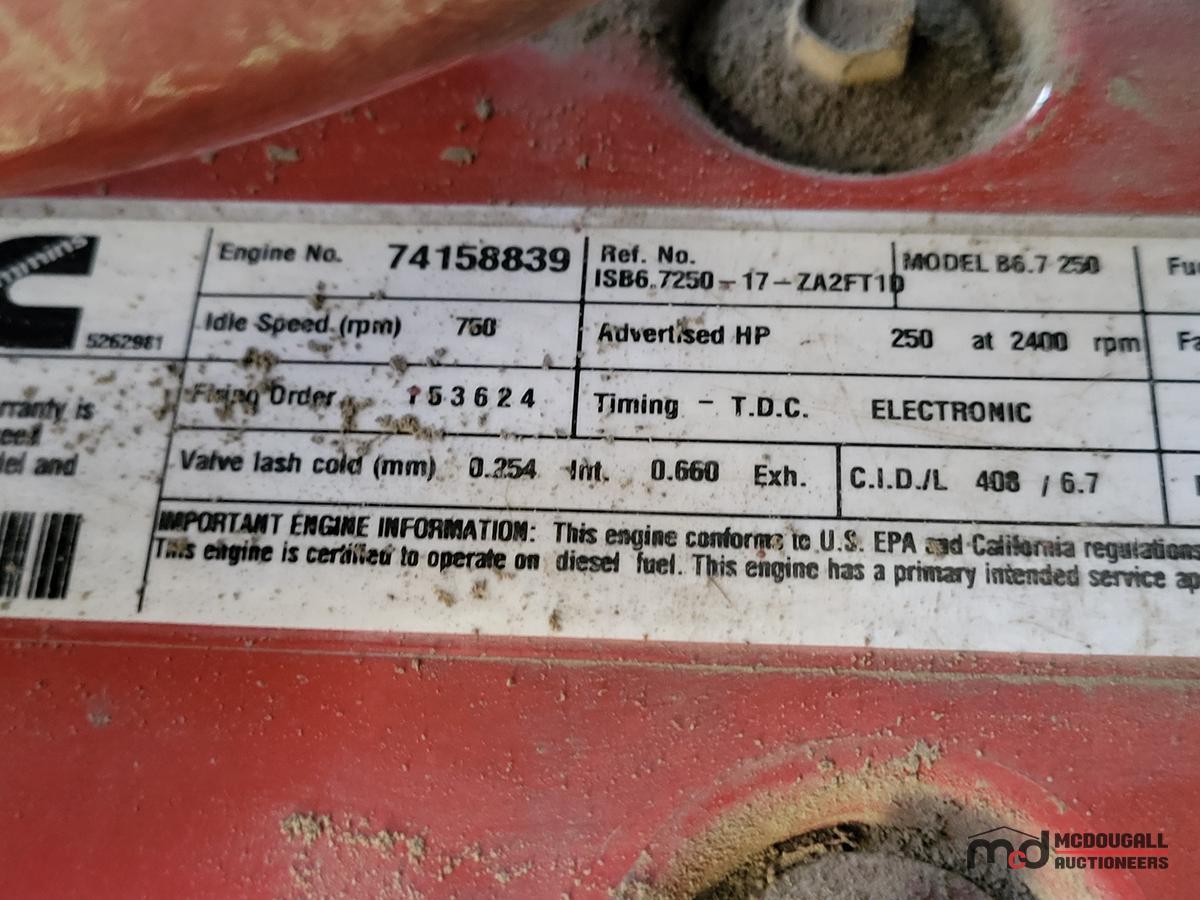 Engine No. 74158839
Ref. No.
ISB6.7250-17-ZA2FT1D
MODEL B6.7 250
5262981
Idle Speed (rpm)
Advertised HP 250 at 2400 rpm
Firing Order 153624
Timing - T.D.C. ELECTRONIC
Valve lash cold (mm) 0.254 Int. 0.660 Exh.
C.I.D./L 408 / 6.7
is
and
IMPORTANT ENGINE INFORMATION: This engine conforms to U.S. EPA and California regulations
This engine is certified to operate on diesel fuel. This engine has a primary intended service
mcd MCDOUGALL
AUCTIONEERS